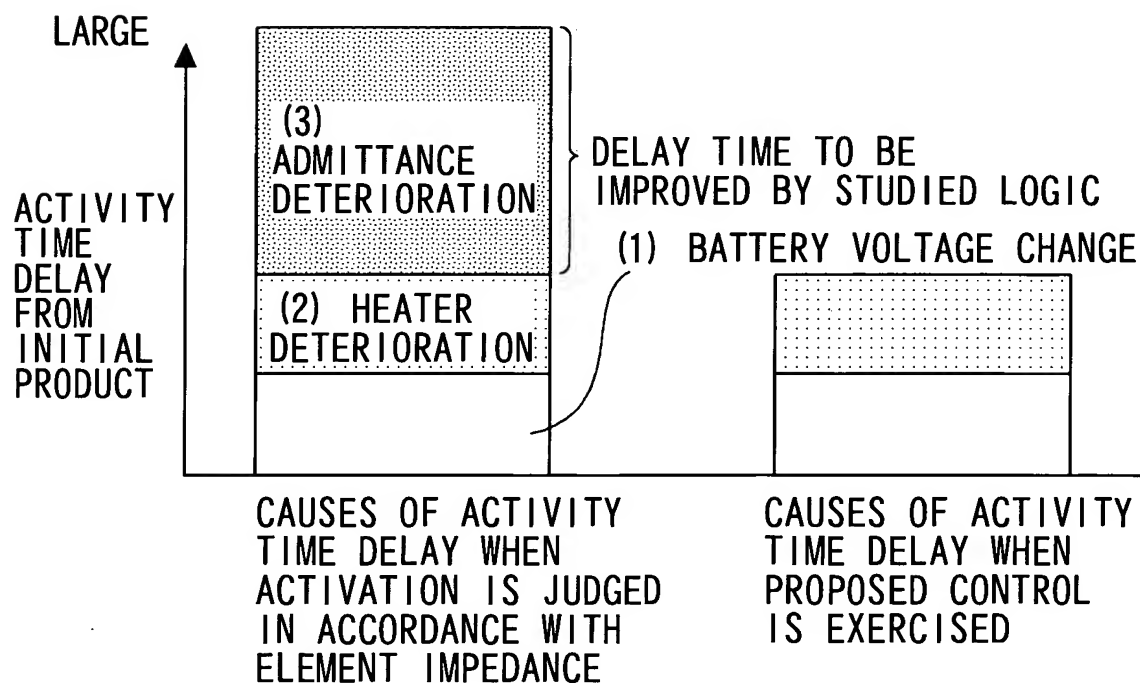 LARGE
ACTIVITY
TIME
DELAY
FROM
INITIAL
PRODUCT
(3)
ADMITTANCE
DETERIORATION
(2) HEATER
DETERIORATION
DELAY TIME TO BE
IMPROVED BY STUDIED LOGIC
(1) BATTERY VOLTAGE CHANGE
CAUSES OF ACTIVITY
TIME DELAY WHEN
ACTIVATION IS JUDGED
IN ACCORDANCE WITH
ELEMENT IMPEDANCE
CAUSES OF ACTIVITY
TIME DELAY WHEN
PROPOSED CONTROL
IS EXERCISED